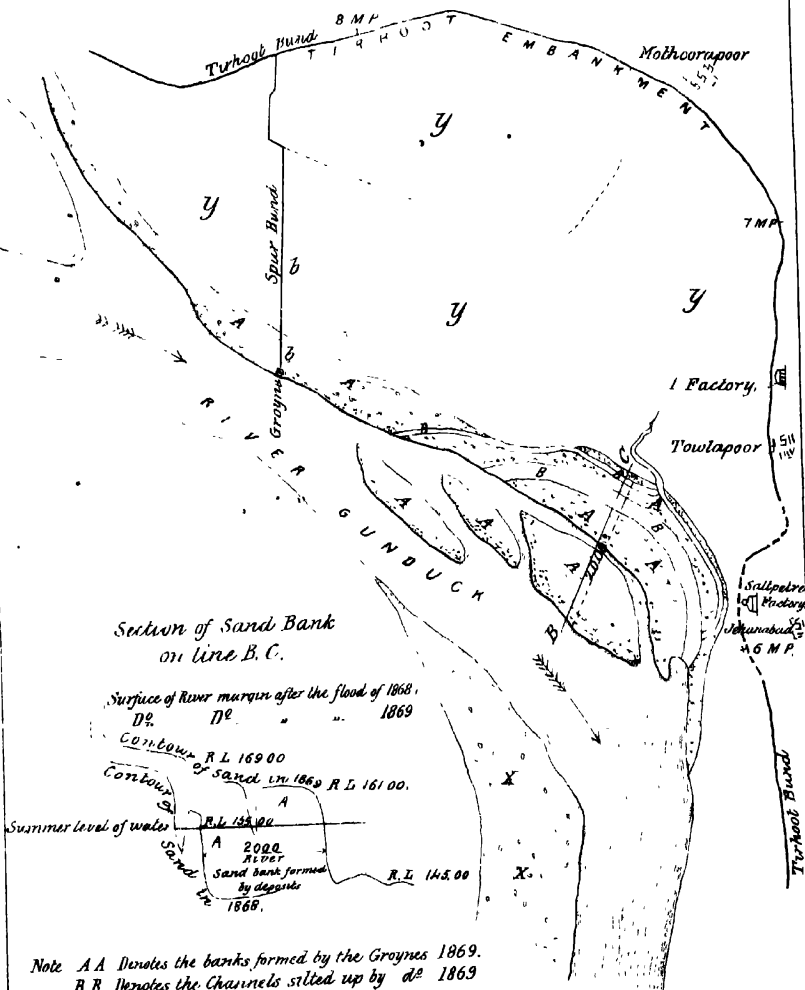 8 MP
Tirhoot Bund
TIRHOOT EMBANKMENT
Mothoorapoor
y
y
7 MP
Spur Bund
b
y
y
A
b
A
1 Factory,
Groynes
RIVER GUNDUCK
B
Towlapoor
C
B
A
A
B
A
A
A
A
2000
B
Saltpetre
Factory
Jehunabad
6 M P.
Section of Sand Bank
on line B. C.
Surface of River margin after the flood of 1868,
Do. Do. " " 1869
Contour of Sand in 1869
R L 169 00
R L 161 00.
Contour of Sand in 1868.
A
Summer level of water
R.L 155.00
A
2000
River
Sand bank formed
by deposits
R.L 145.00
X
X
Tirhoot Bund
Note A A Denotes the banks formed by the Groynes 1869.
B B Denotes the Channels silted up by do 1869